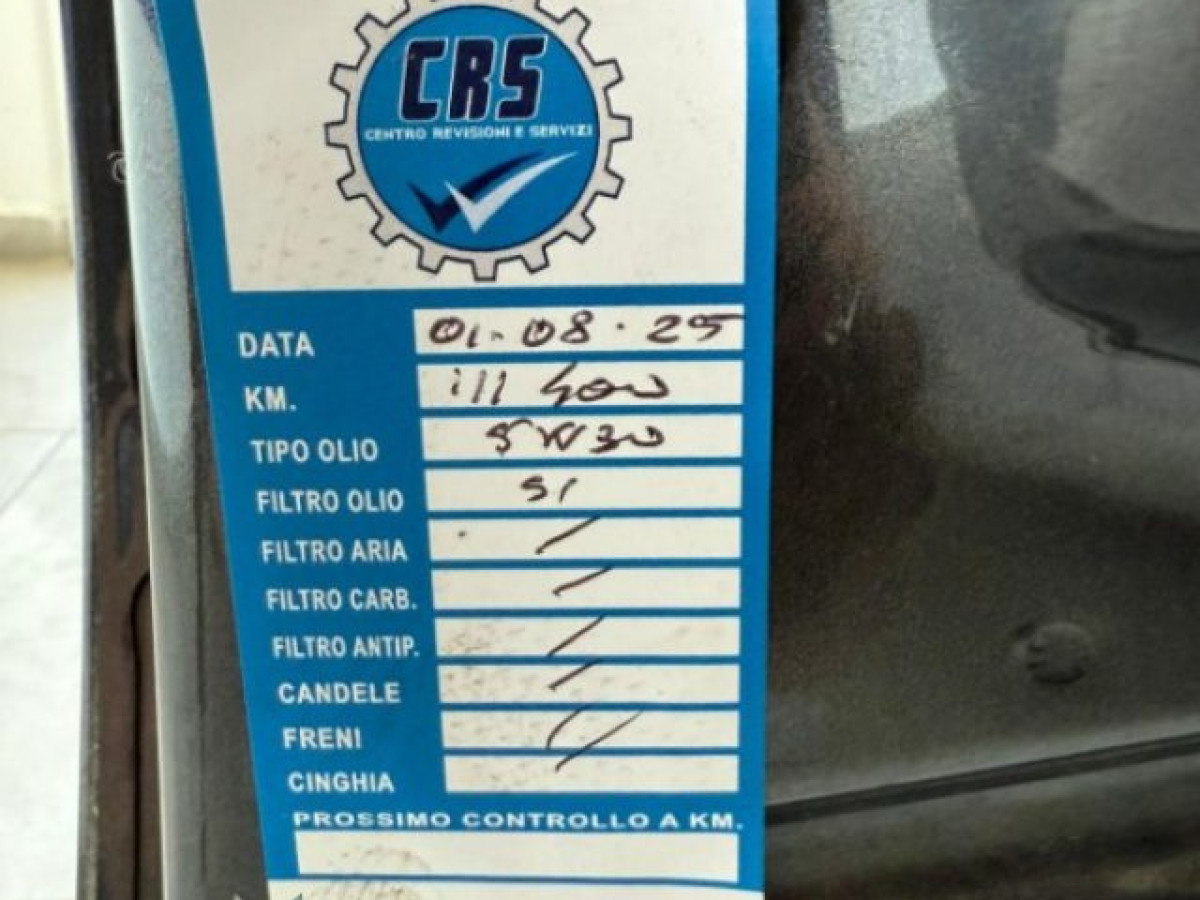 CRS
CENTRO REVISIONI E SERVIZI
DATA 01-08.25
KM. 111 400
TIPO OLIO 5W30
FILTRO OLIO SI
FILTRO ARIA /
FILTRO CARB. /
FILTRO ANTIP. /
CANDELE /
FRENI /
CINGHIA /
PROSSIMO CONTROLLO A KM.